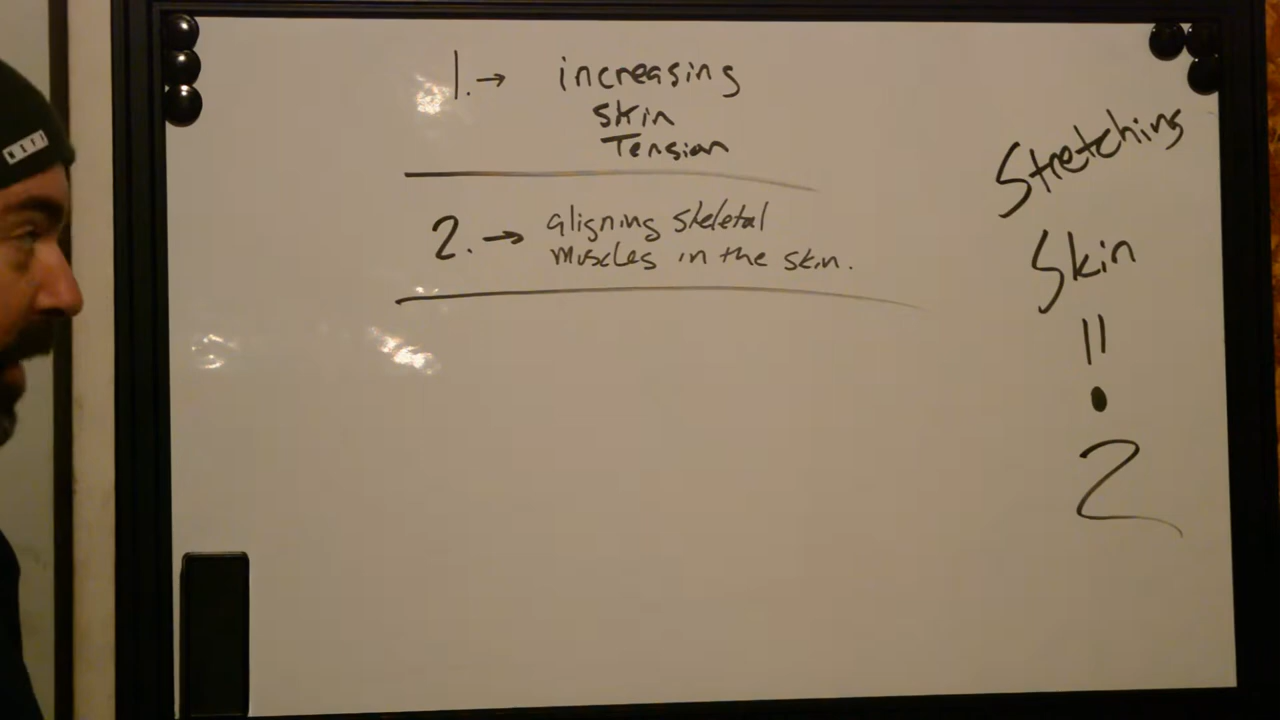 1. → increasing
skin
Tension
2. → aligning skeletal
muscles in the skin.
Stretching
Skin
||
•
2